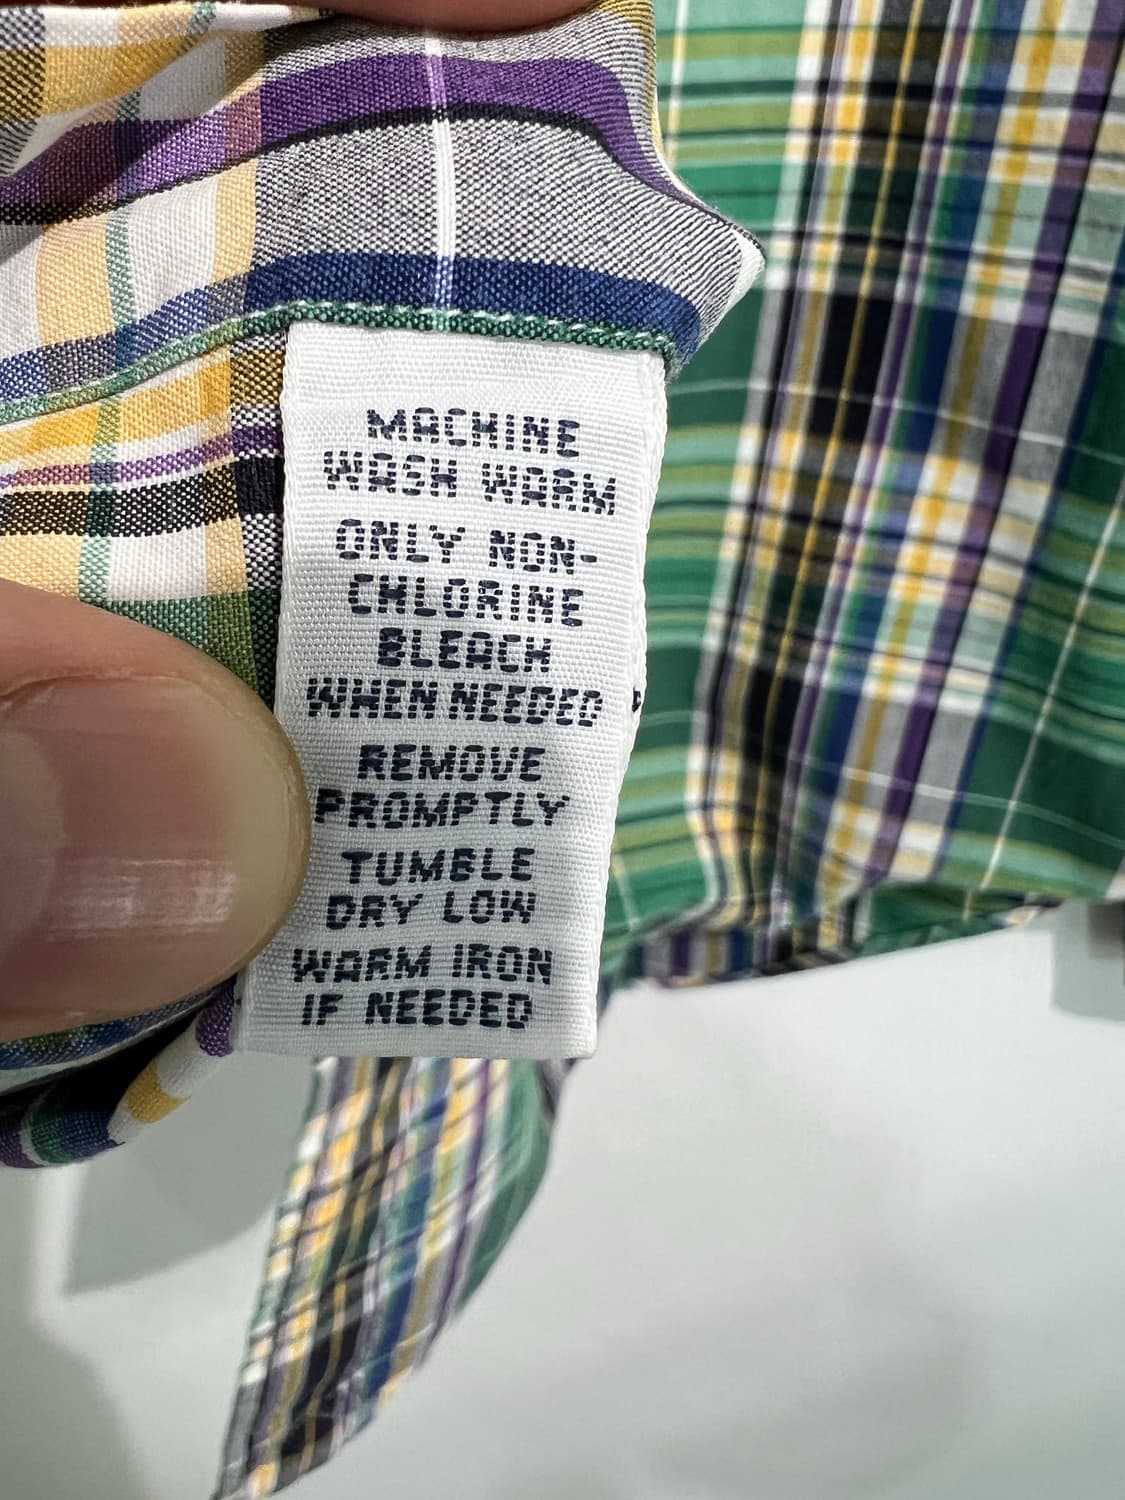 MACHINE
WASH WARM
ONLY NON-
CHLORINE
BLEACH
WHEN NEEDED
REMOVE
PROMPTLY
TUMBLE
DRY LOW
WARM IRON
IF NEEDED